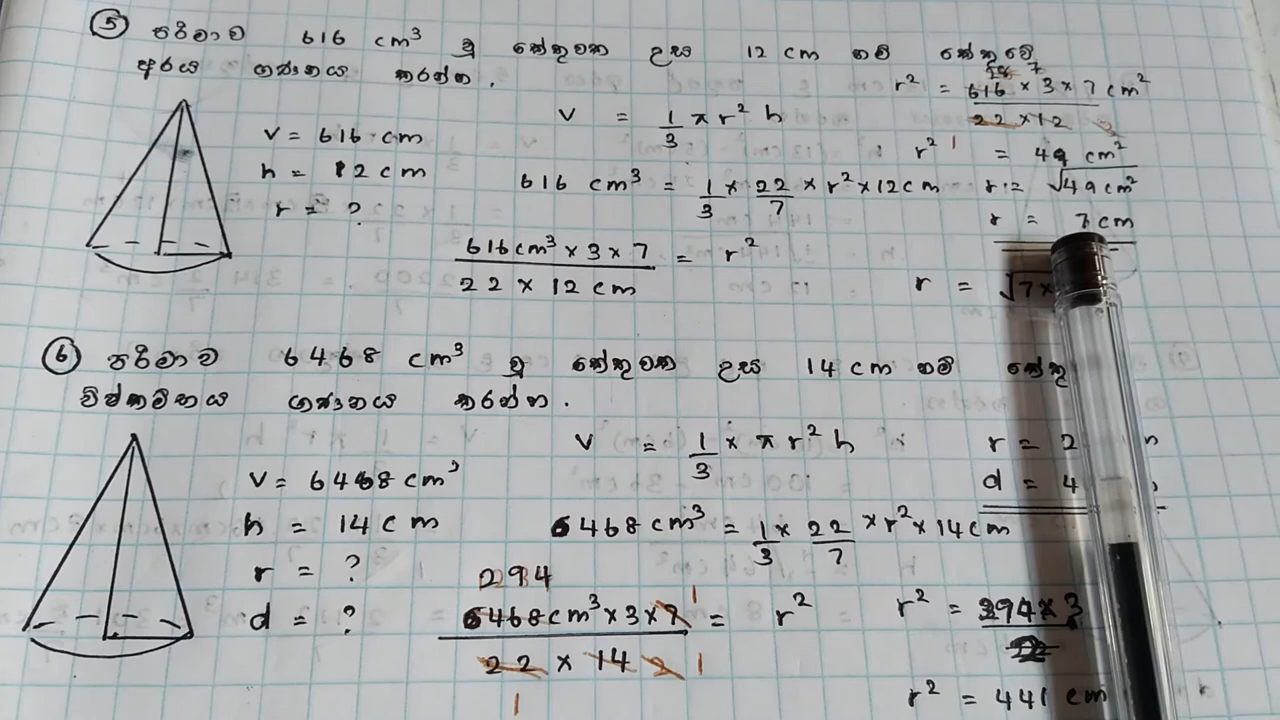 ⑤ පරිමාව 616 cm³ වූ කේතුවක උස 12 cm නම් කේතුවේ
අරය ගණනය කරන්න.
V = 616 cm
h = 12 cm
r = ?
V = 1/3 π r² h
616 cm³ = 1/3 × 22/7 × r² × 12 cm
616 cm³ × 3 × 7 / 22 × 12 cm = r²
r² = 616 × 3 × 7 cm² / 22 × 12
r² = 49 cm²
r = √49 cm²
r = 7 cm
r = √7×
⑥ පරිමාව 6468 cm³ වූ කේතුවක උස 14 cm නම්
විෂ්කම්භය ගණනය කරන්න.
V = 6468 cm³
h = 14 cm
r = ?
d = ?
V = 1/3 × π r² h
6468 cm³ = 1/3 × 22/7 × r² × 14 cm
294
6468 cm³ × 3 × 7 / 22 × 14 = r²
r = 2
d = 4
r² = 294 × 3
r² = 441 cm